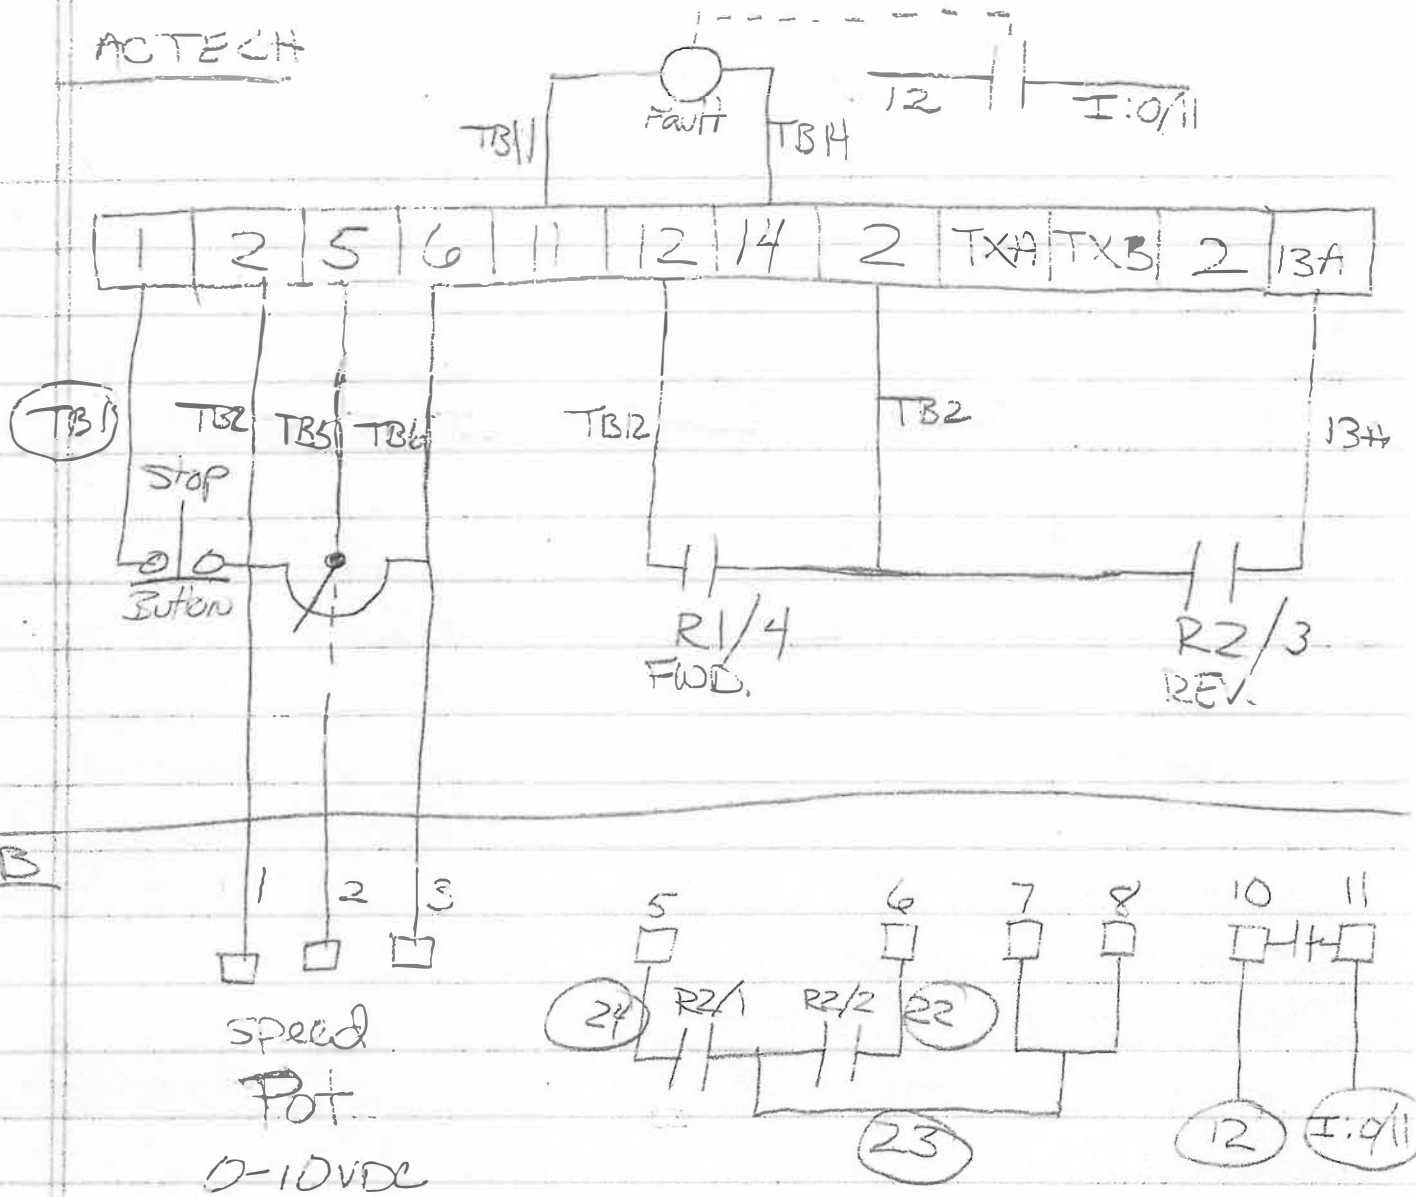 ACTECH
Fault
12
I:0/11
TB11
TB14
1 2 5 6 11 12 14 2 TXA TXB 2 13A
TB1 TB2 TB5 TB6 TB12 TB2 13A
Stop
Button
R1/4
FWD.
R2/3
REV.
B
1 2 3
5 6 7 8 10 11
24 R2/1 R2/2 22
speed
Pot.
0-10VDC
23
12
I:0/11